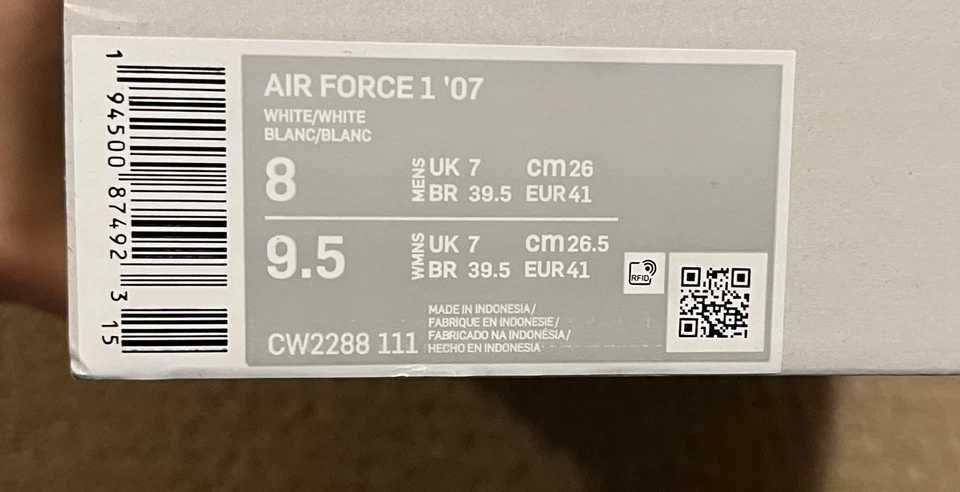 1 94500 87492 3 15
AIR FORCE 1 '07
WHITE/WHITE
BLANC/BLANC
8 MENS UK 7 cm 26
BR 39.5 EUR 41
9.5 WMNS UK 7 cm 26.5
BR 39.5 EUR 41
RFID
MADE IN INDONESIA/
FABRIQUE EN INDONESIE/
FABRICADO NA INDONÉSIA/
HECHO EN INDONESIA
CW2288 111